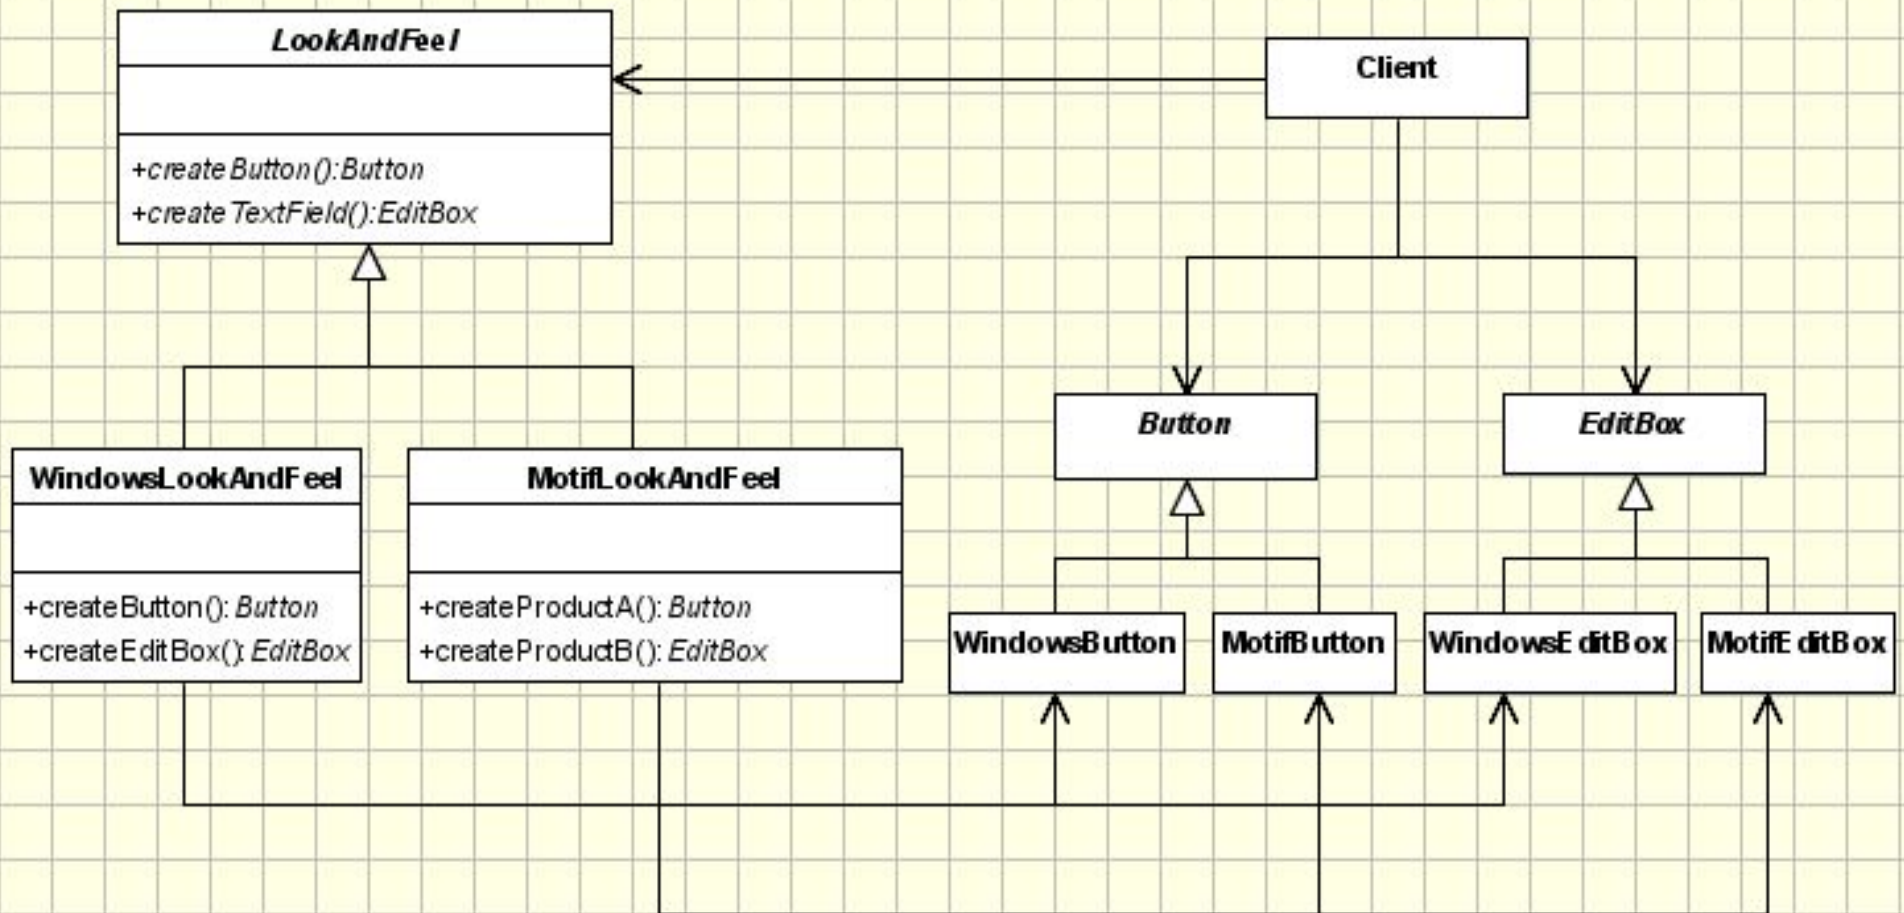 LookAndFeel
+createButton():Button
+createTextField():EditBox
Client
WindowsLookAndFeel
+createButton(): Button
+createEditBox(): EditBox
MotifLookAndFeel
+createProductA(): Button
+createProductB(): EditBox
Button
EditBox
WindowsButton
MotifButton
WindowsEditBox
MotifEditBox